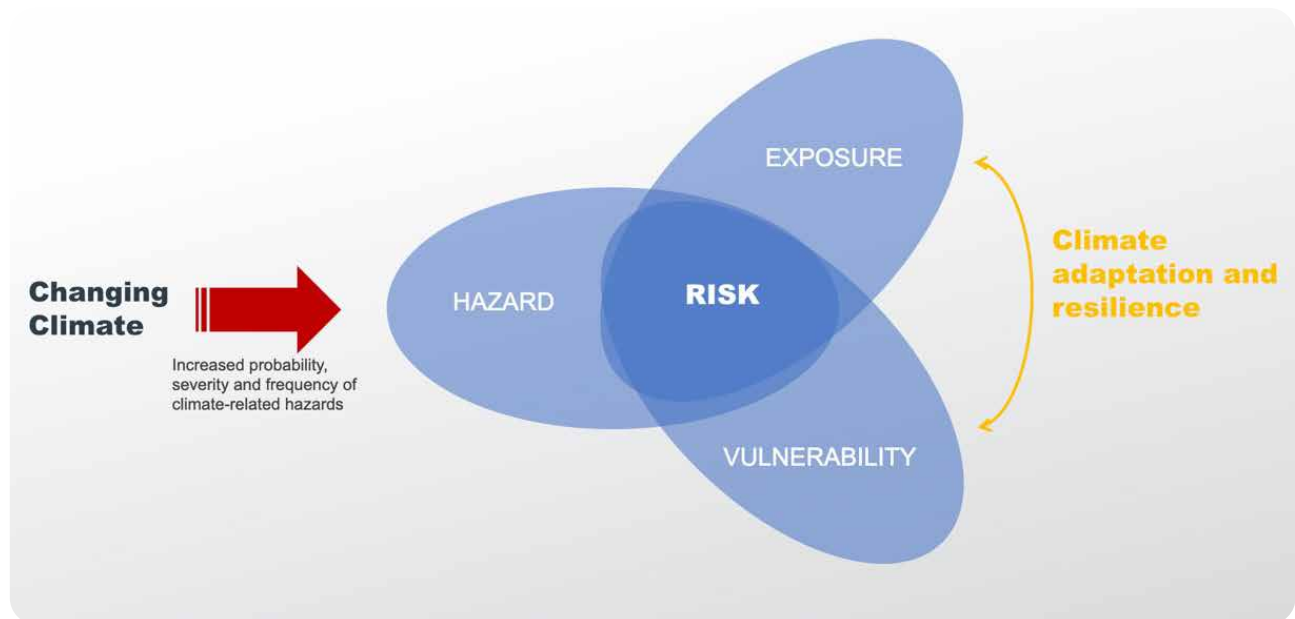 Changing
Climate
Increased probability,
severity and frequency of
climate-related hazards
HAZARD
RISK
EXPOSURE
VULNERABILITY
Climate
adaptation and
resilience